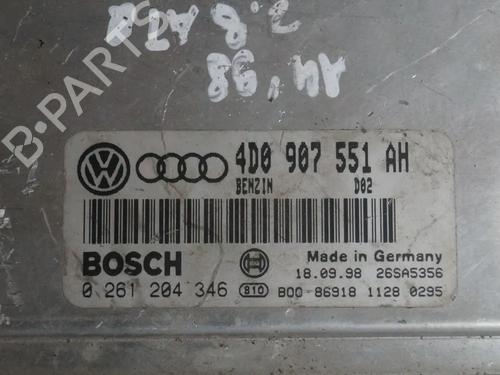 2.8
A4'98
B-PARTS
4D0 907 551 AH
BENZIN D02
BOSCH
Made in Germany
18.09.98 26SA5356
0 261 204 346 810 B00-86918 1128 0295